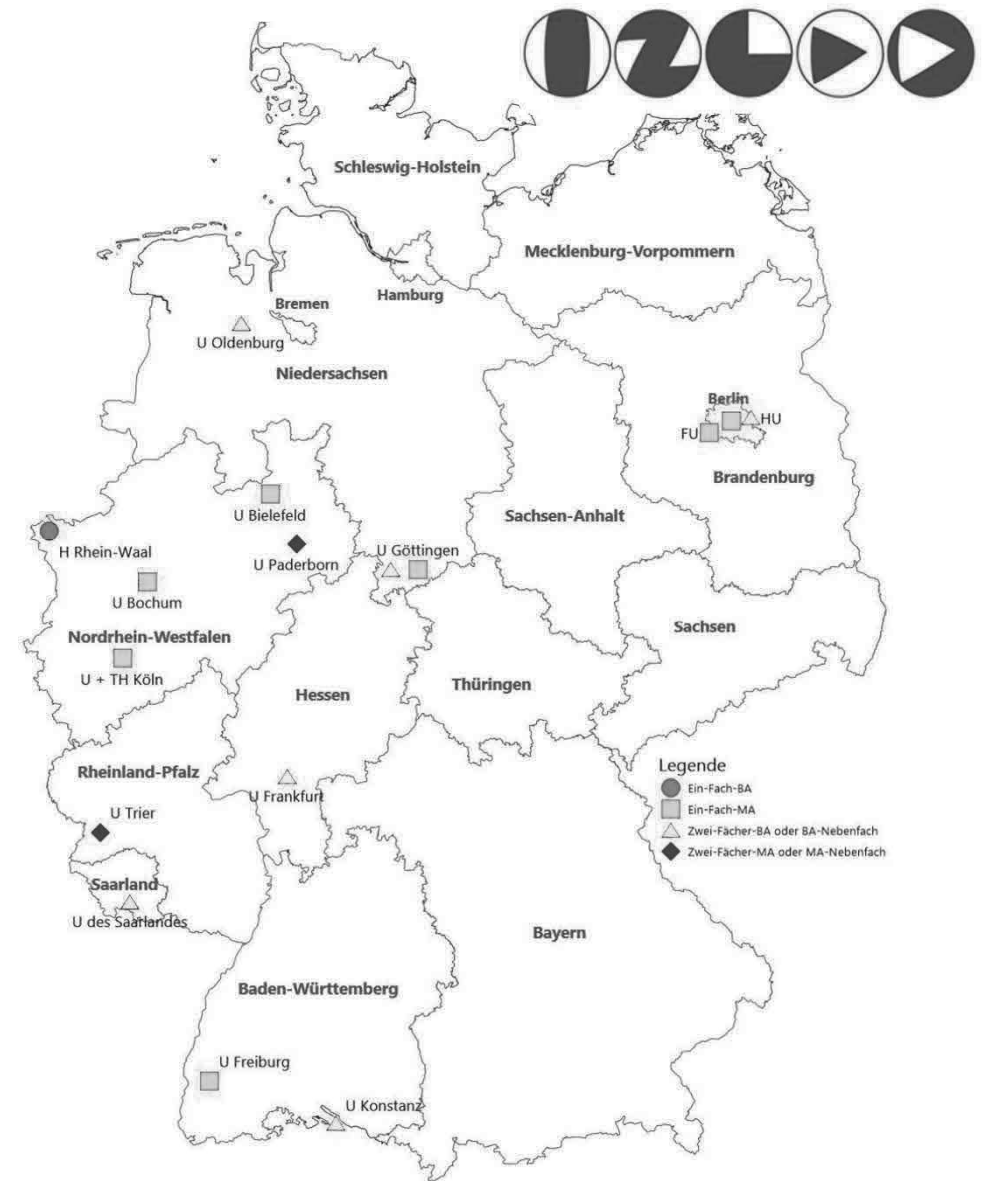 Schleswig-Holstein
Mecklenburg-Vorpommern
Hamburg
Bremen
U Oldenburg
Niedersachsen
Berlin
HU
FU
Brandenburg
U Bielefeld
Sachsen-Anhalt
H Rhein-Waal
U Paderborn
U Göttingen
U Bochum
Nordrhein-Westfalen
Sachsen
U + TH Köln
Hessen
Thüringen
Rheinland-Pfalz
U Frankfurt
U Trier
Legende
Ein-Fach-BA
Ein-Fach-MA
Zwei-Fächer-BA oder BA-Nebenfach
Zwei-Fächer-MA oder MA-Nebenfach
Saarland
U des Saarlandes
Bayern
Baden-Württemberg
U Freiburg
U Konstanz